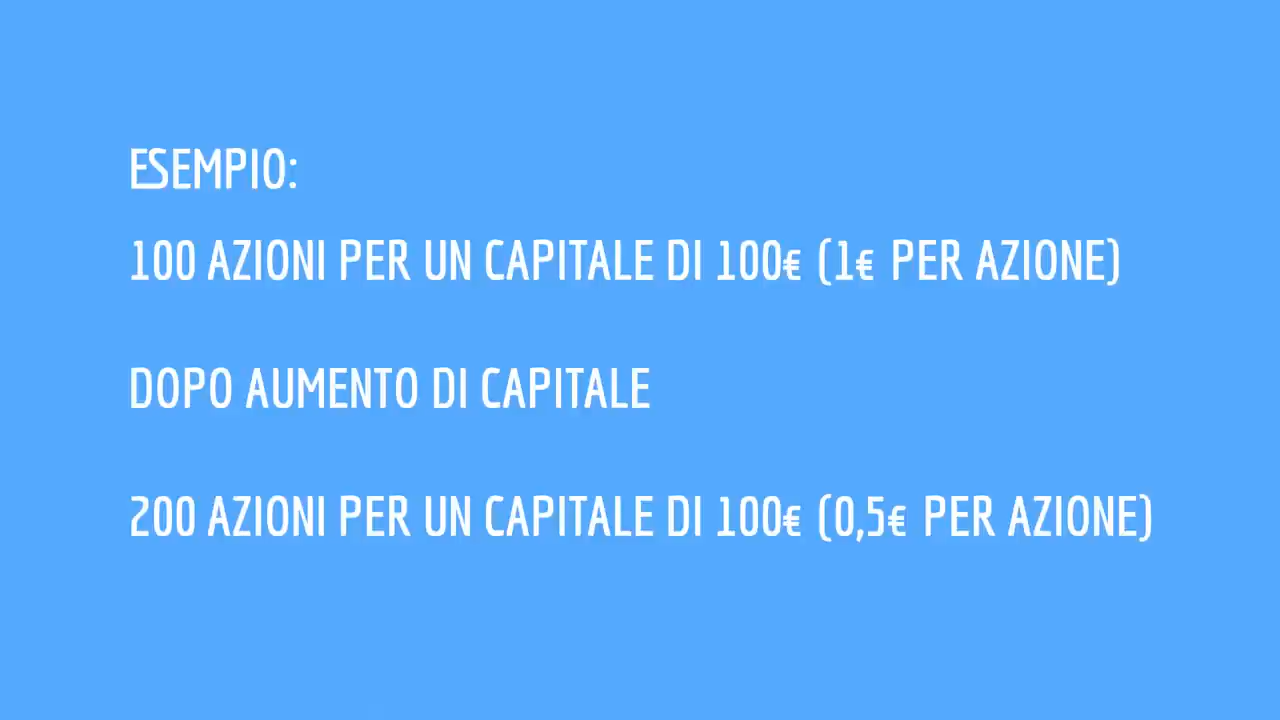 ESEMPIO:
100 AZIONI PER UN CAPITALE DI 100€ (1€ PER AZIONE)
DOPO AUMENTO DI CAPITALE
200 AZIONI PER UN CAPITALE DI 100€ (0,5€ PER AZIONE)